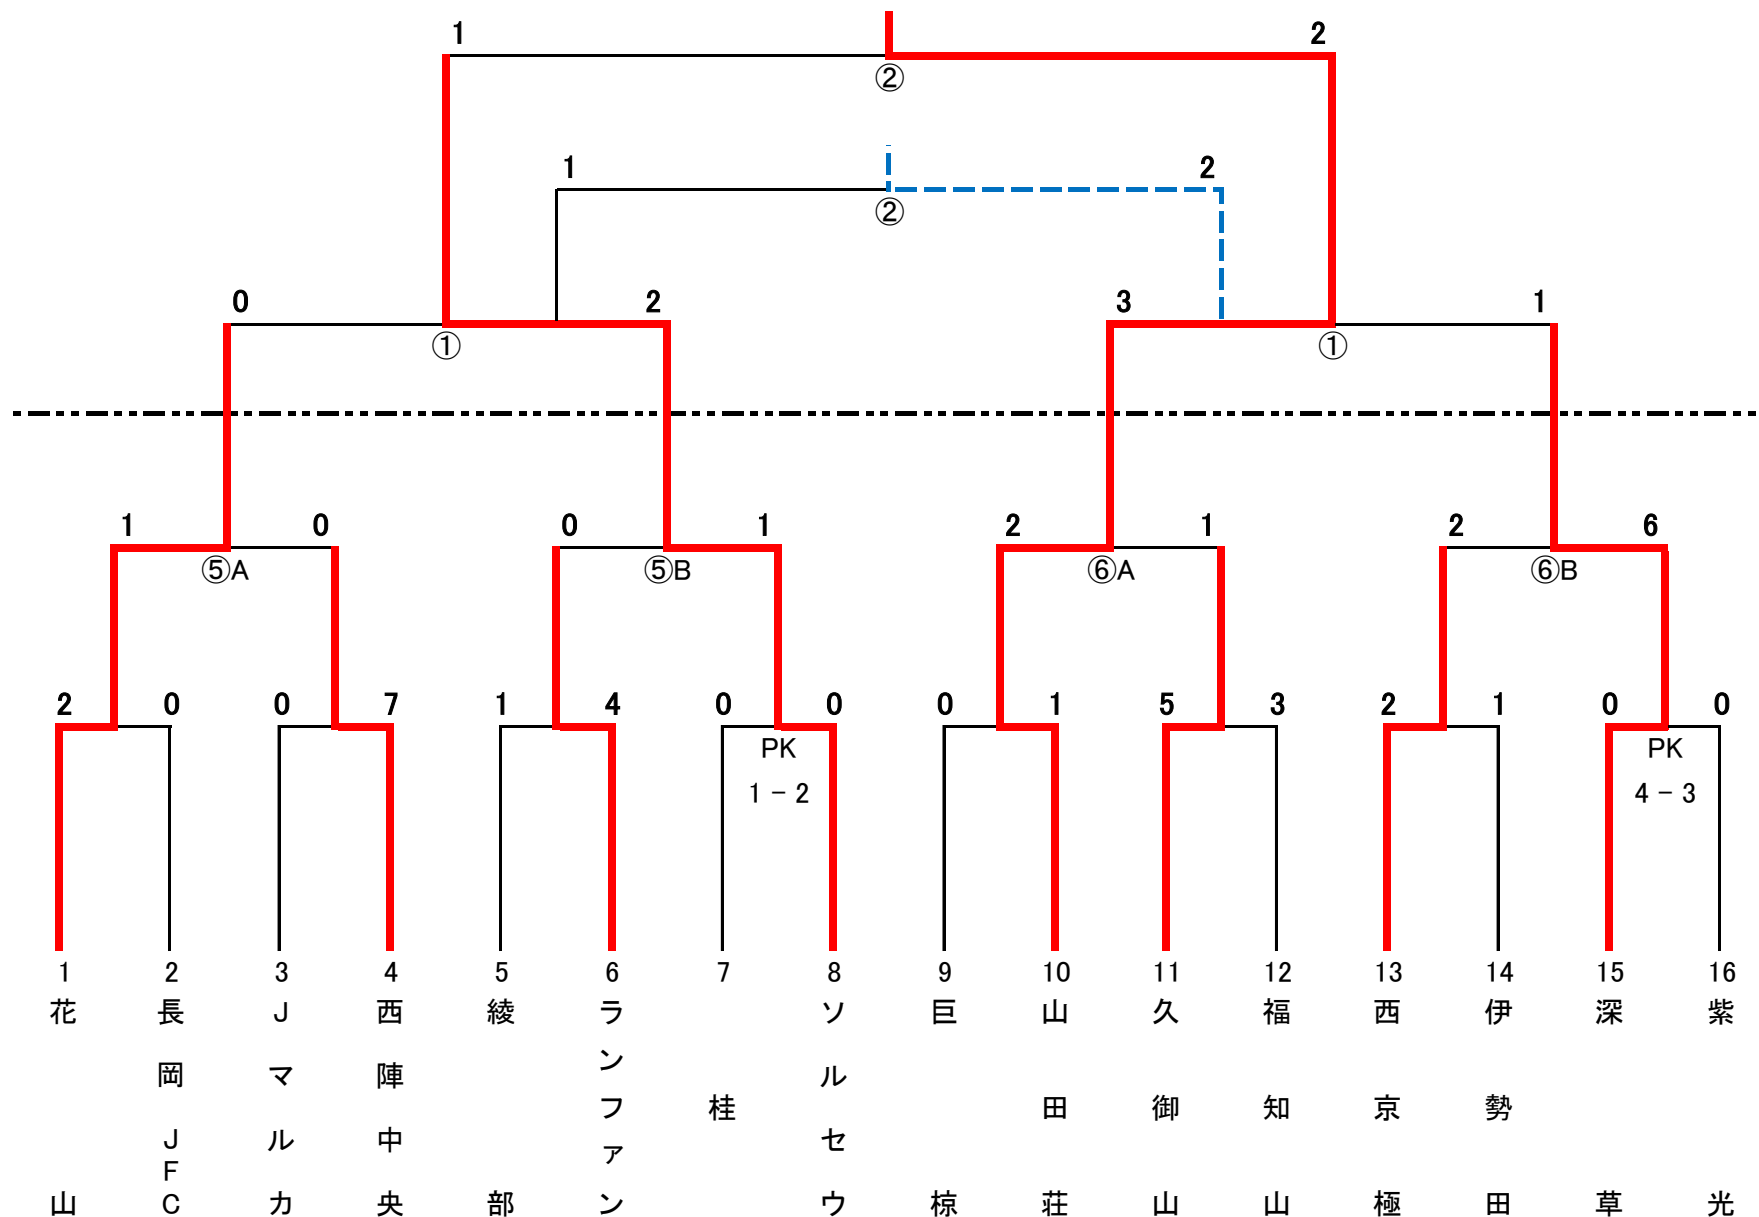 1 2
②
1 2
②
0 2 3 1
① ①
1 0 0 1 2 1 2 6
⑤A ⑤B ⑥A ⑥B
2 0 0 7 1 4 0 0 0 1 5 3 2 1 0 0
PK PK
1 － 2 4 － 3
1 2 3 4 5 6 7 8 9 10 11 12 13 14 15 16
花山
長岡JFC
Jマルカ
西陣中央
綾部
ランファン
桂
ソルセウ
巨椋
山田荘
久御山
福知山
西京極
伊勢田
深草
紫光